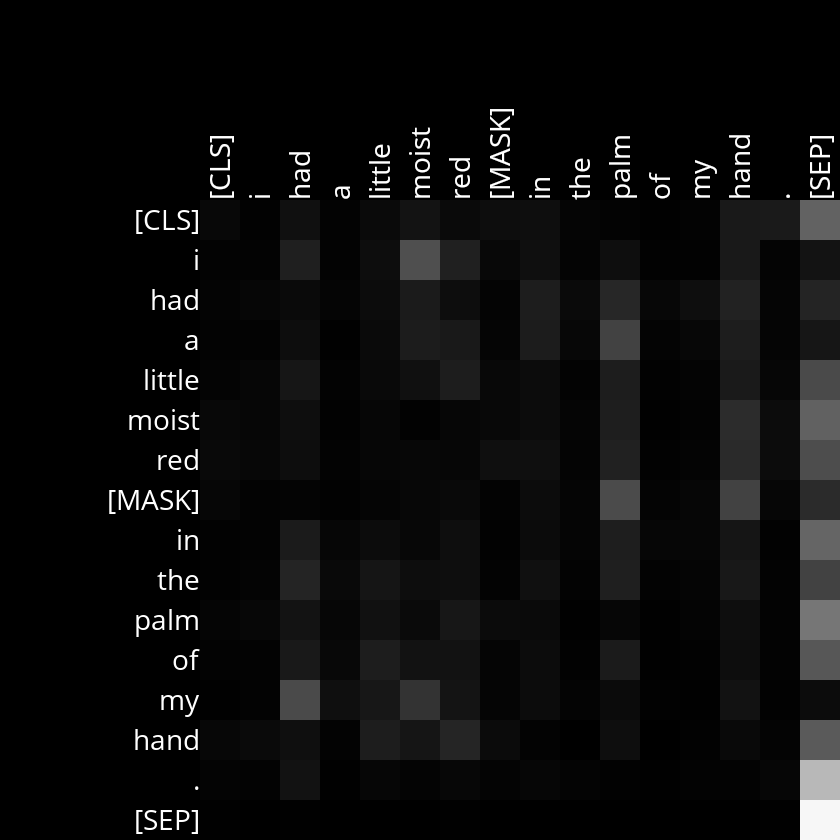 [CLS] i had a little moist red [MASK] in the palm of my hand . [SEP]
[CLS]
i
had
a
little
moist
red
[MASK]
in
the
palm
of
my
hand
.
[SEP]